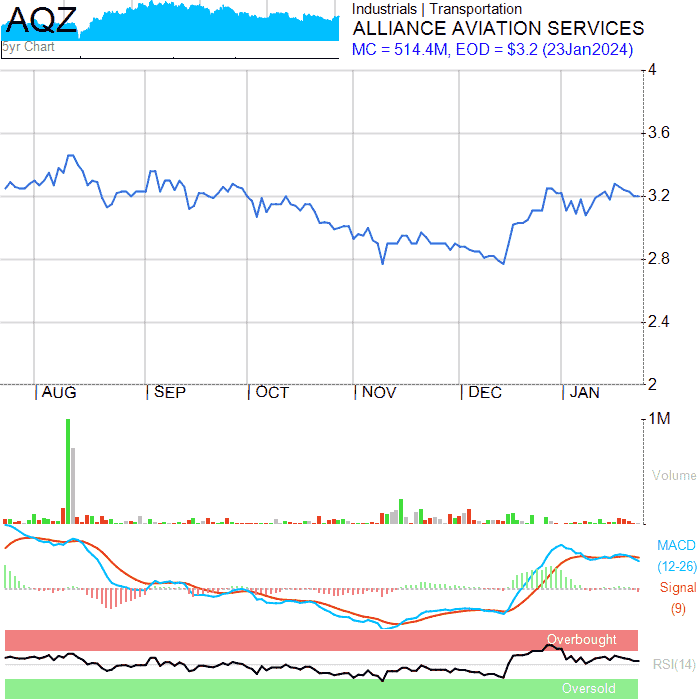 AQZ
5yr Chart
Industrials | Transportation
ALLIANCE AVIATION SERVICES
MC = 514.4M, EOD = $3.2 (23Jan2024)
4
3.6
3.2
2.8
2.4
2
| AUG | SEP | OCT | NOV | DEC | JAN
1M
Volume
MACD
(12-26)
Signal
(9)
Overbought
RSI(14)
Oversold